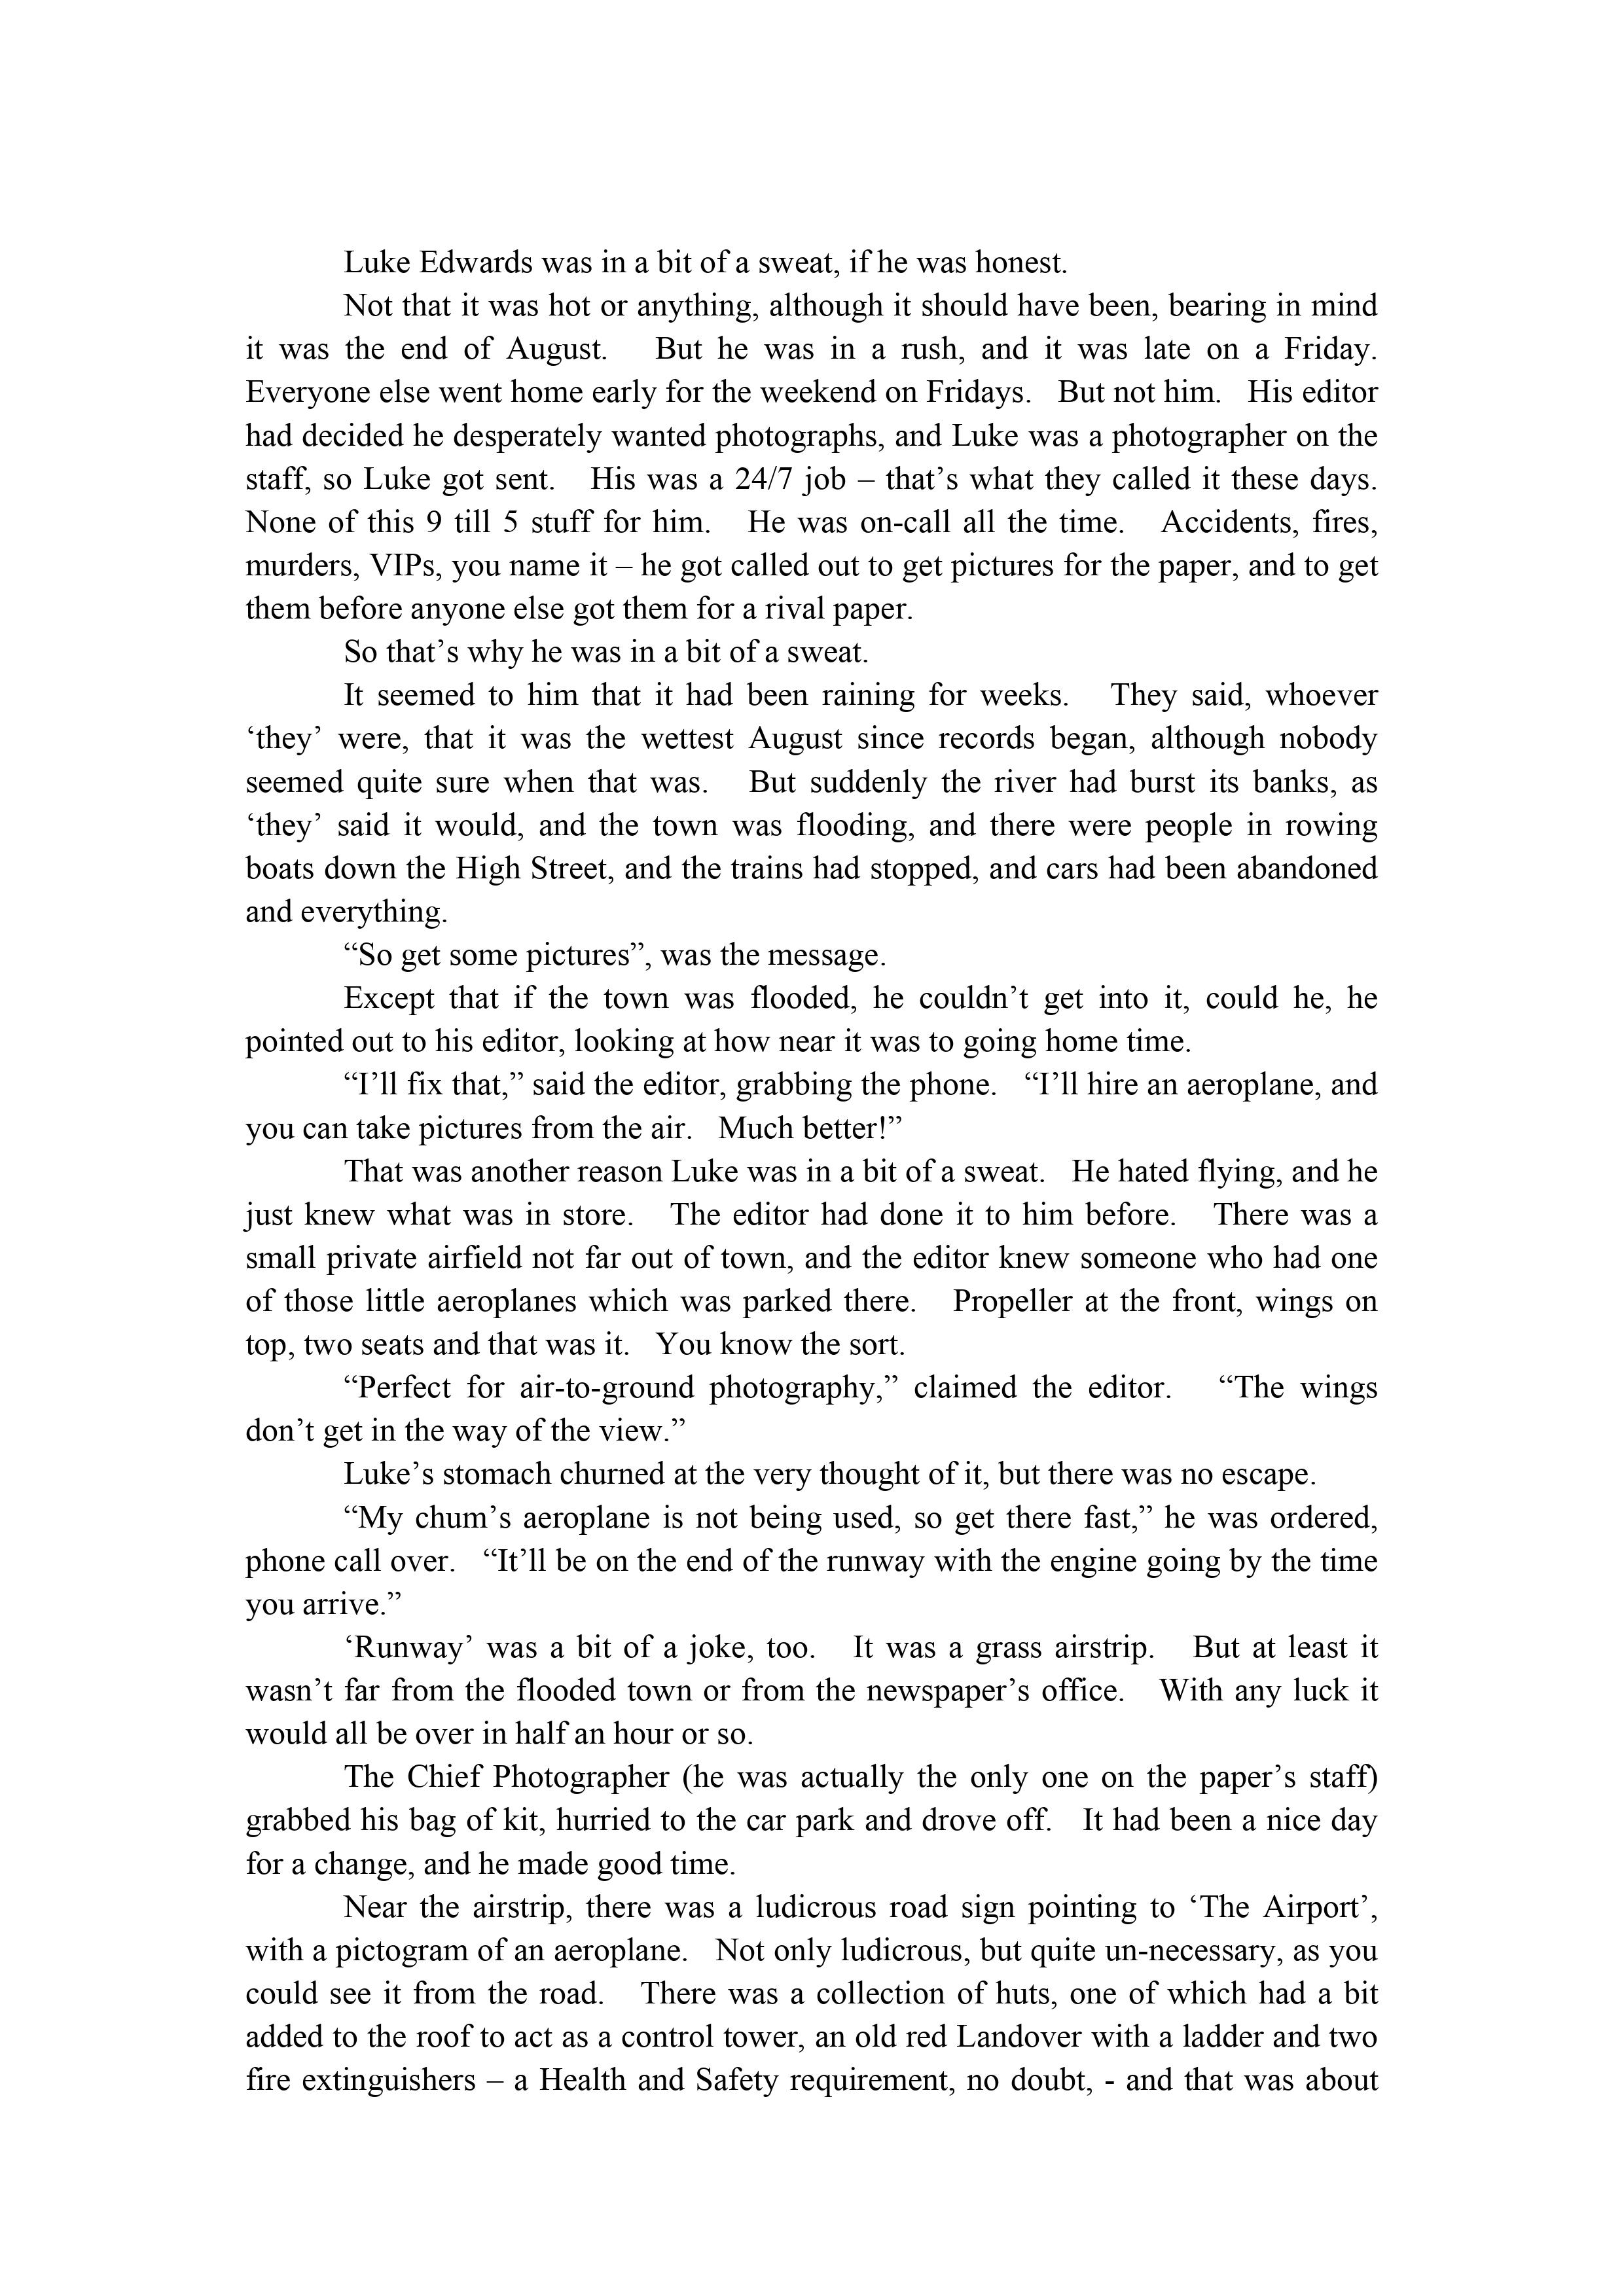 Luke Edwards was in a bit of a sweat, if he was honest.
Not that it was hot or anything, although it should have been, bearing in mind
it was the end of August. But he was in a rush, and it was late on a Friday.
Everyone else went home early for the weekend on Fridays. But not him. His editor
had decided he desperately wanted photographs, and Luke was a photographer on the
staff, so Luke got sent. His was a 24/7 job – that’s what they called it these days.
None of this 9 till 5 stuff for him. He was on-call all the time. Accidents, fires,
murders, VIPs, you name it – he got called out to get pictures for the paper, and to get
them before anyone else got them for a rival paper.
So that’s why he was in a bit of a sweat.
It seemed to him that it had been raining for weeks. They said, whoever
‘they’ were, that it was the wettest August since records began, although nobody
seemed quite sure when that was. But suddenly the river had burst its banks, as
‘they’ said it would, and the town was flooding, and there were people in rowing
boats down the High Street, and the trains had stopped, and cars had been abandoned
and everything.
“So get some pictures”, was the message.
Except that if the town was flooded, he couldn’t get into it, could he, he
pointed out to his editor, looking at how near it was to going home time.
“I’ll fix that,” said the editor, grabbing the phone. “I’ll hire an aeroplane, and
you can take pictures from the air. Much better!”
That was another reason Luke was in a bit of a sweat. He hated flying, and he
just knew what was in store. The editor had done it to him before. There was a
small private airfield not far out of town, and the editor knew someone who had one
of those little aeroplanes which was parked there. Propeller at the front, wings on
top, two seats and that was it. You know the sort.
“Perfect for air-to-ground photography,” claimed the editor. “The wings
don’t get in the way of the view.”
Luke’s stomach churned at the very thought of it, but there was no escape.
“My chum’s aeroplane is not being used, so get there fast,” he was ordered,
phone call over. “It’ll be on the end of the runway with the engine going by the time
you arrive.”
‘Runway’ was a bit of a joke, too. It was a grass airstrip. But at least it
wasn’t far from the flooded town or from the newspaper’s office. With any luck it
would all be over in half an hour or so.
The Chief Photographer (he was actually the only one on the paper’s staff)
grabbed his bag of kit, hurried to the car park and drove off. It had been a nice day
for a change, and he made good time.
Near the airstrip, there was a ludicrous road sign pointing to ‘The Airport’,
with a pictogram of an aeroplane. Not only ludicrous, but quite un-necessary, as you
could see it from the road. There was a collection of huts, one of which had a bit
added to the roof to act as a control tower, an old red Landover with a ladder and two
fire extinguishers – a Health and Safety requirement, no doubt, - and that was about